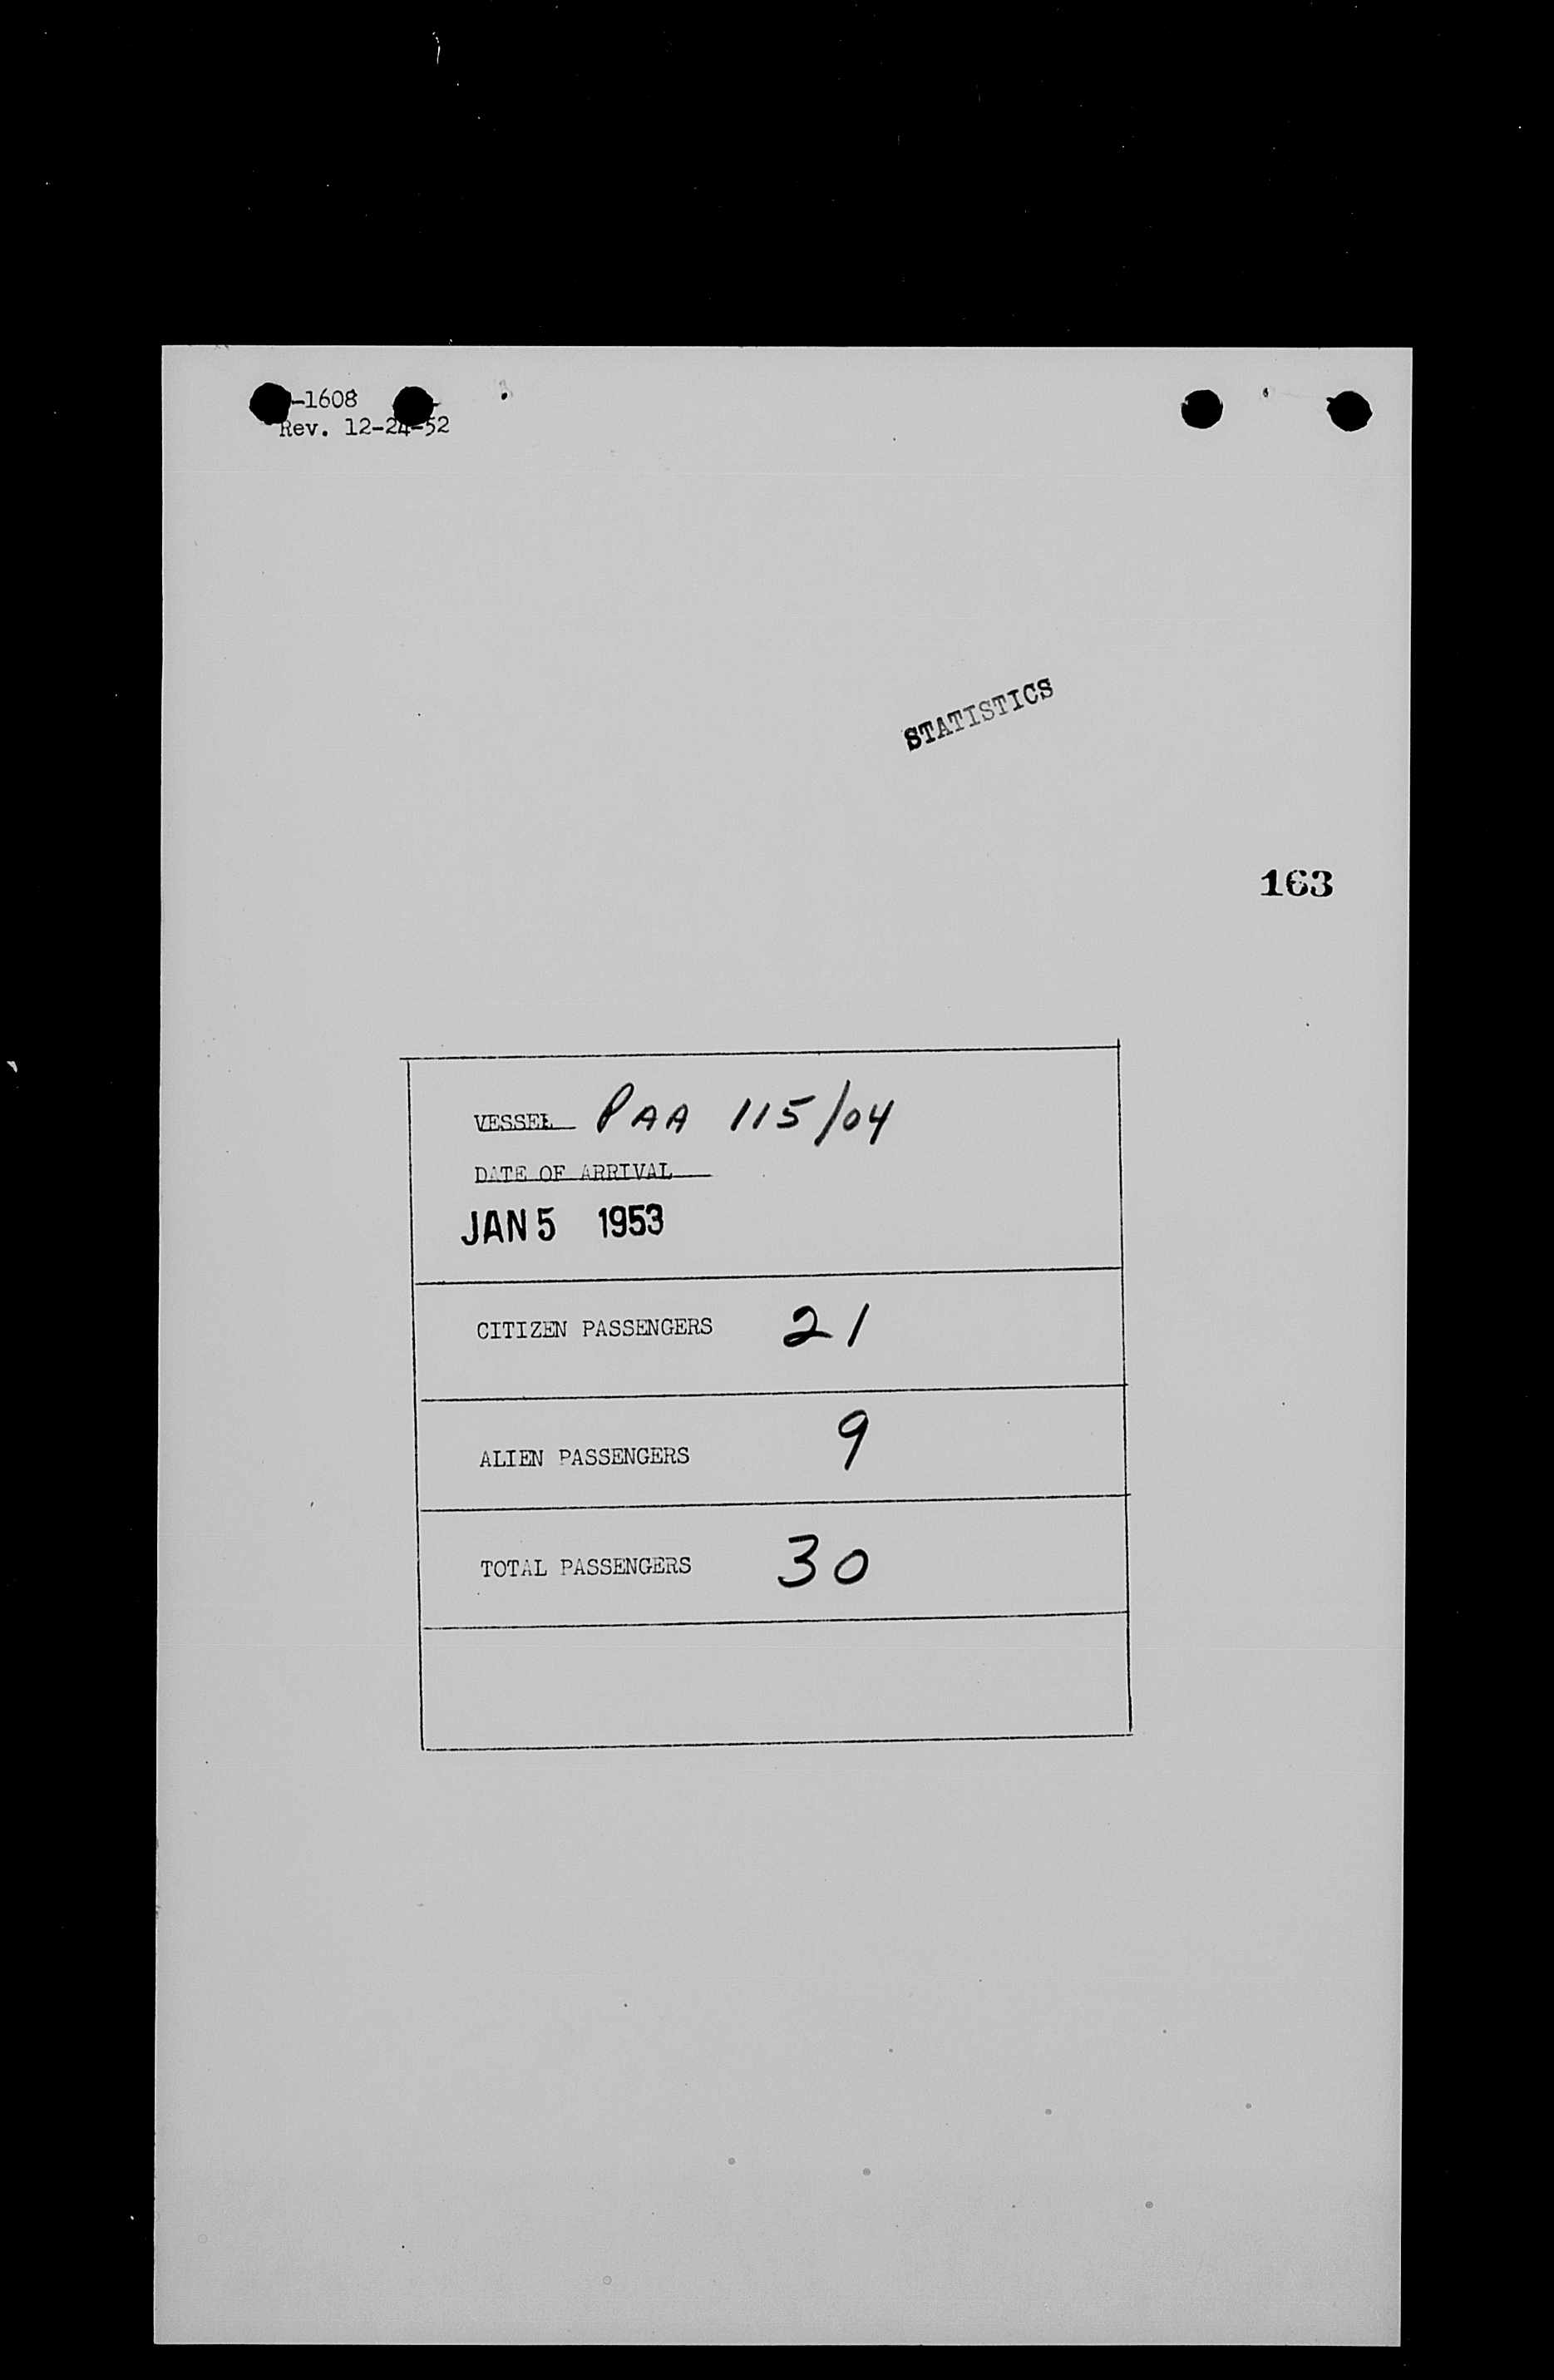 -1608
Rev. 12-24-52
STATISTICS
163
VESSEL PAA 115/04
DATE OF ARRIVAL
JAN 5 1953
CITIZEN PASSENGERS 21
ALIEN PASSENGERS 9
TOTAL PASSENGERS 30